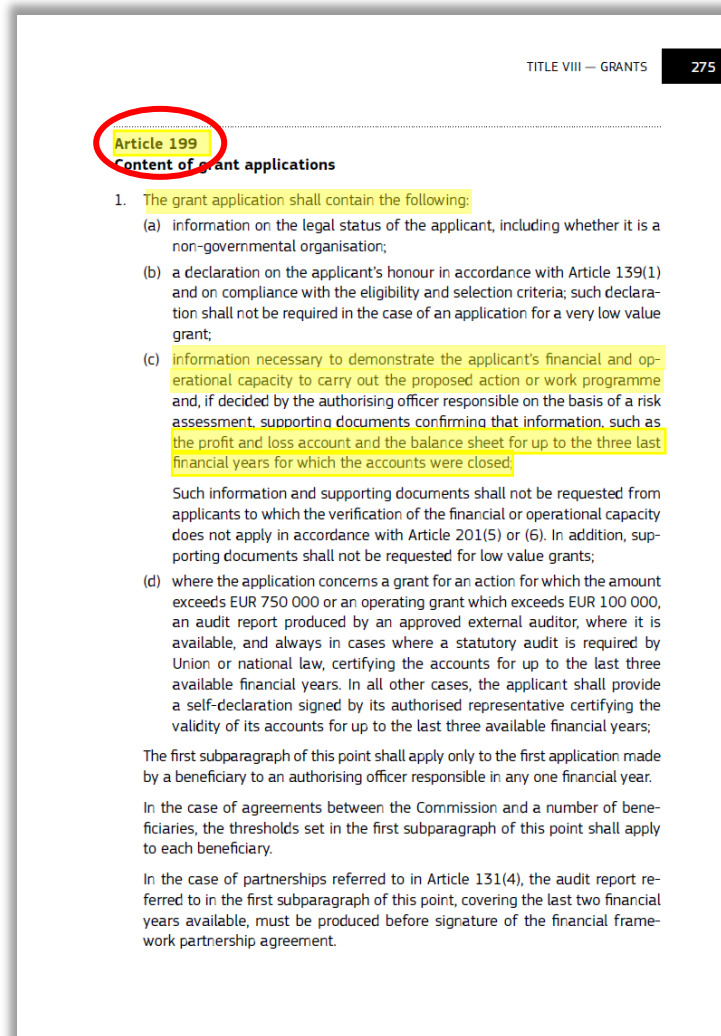 TITLE VIII — GRANTS 275
Article 199
Content of grant applications
1. The grant application shall contain the following:
(a) information on the legal status of the applicant, including whether it is a
non-governmental organisation;
(b) a declaration on the applicant's honour in accordance with Article 139(1)
and on compliance with the eligibility and selection criteria; such declara-
tion shall not be required in the case of an application for a very low value
grant;
(c) information necessary to demonstrate the applicant's financial and op-
erational capacity to carry out the proposed action or work programme
and, if decided by the authorising officer responsible on the basis of a risk
assessment, supporting documents confirming that information, such as
the profit and loss account and the balance sheet for up to the three last
financial years for which the accounts were closed;
Such information and supporting documents shall not be requested from
applicants to which the verification of the financial or operational capacity
does not apply in accordance with Article 201(5) or (6). In addition, sup-
porting documents shall not be requested for low value grants;
(d) where the application concerns a grant for an action for which the amount
exceeds EUR 750 000 or an operating grant which exceeds EUR 100 000,
an audit report produced by an approved external auditor, where it is
available, and always in cases where a statutory audit is required by
Union or national law, certifying the accounts for up to the last three
available financial years. In all other cases, the applicant shall provide
a self-declaration signed by its authorised representative certifying the
validity of its accounts for up to the last three available financial years;
The first subparagraph of this point shall apply only to the first application made
by a beneficiary to an authorising officer responsible in any one financial year.
In the case of agreements between the Commission and a number of bene-
ficiaries, the thresholds set in the first subparagraph of this point shall apply
to each beneficiary.
In the case of partnerships referred to in Article 131(4), the audit report re-
ferred to in the first subparagraph of this point, covering the last two financial
years available, must be produced before signature of the financial frame-
work partnership agreement.